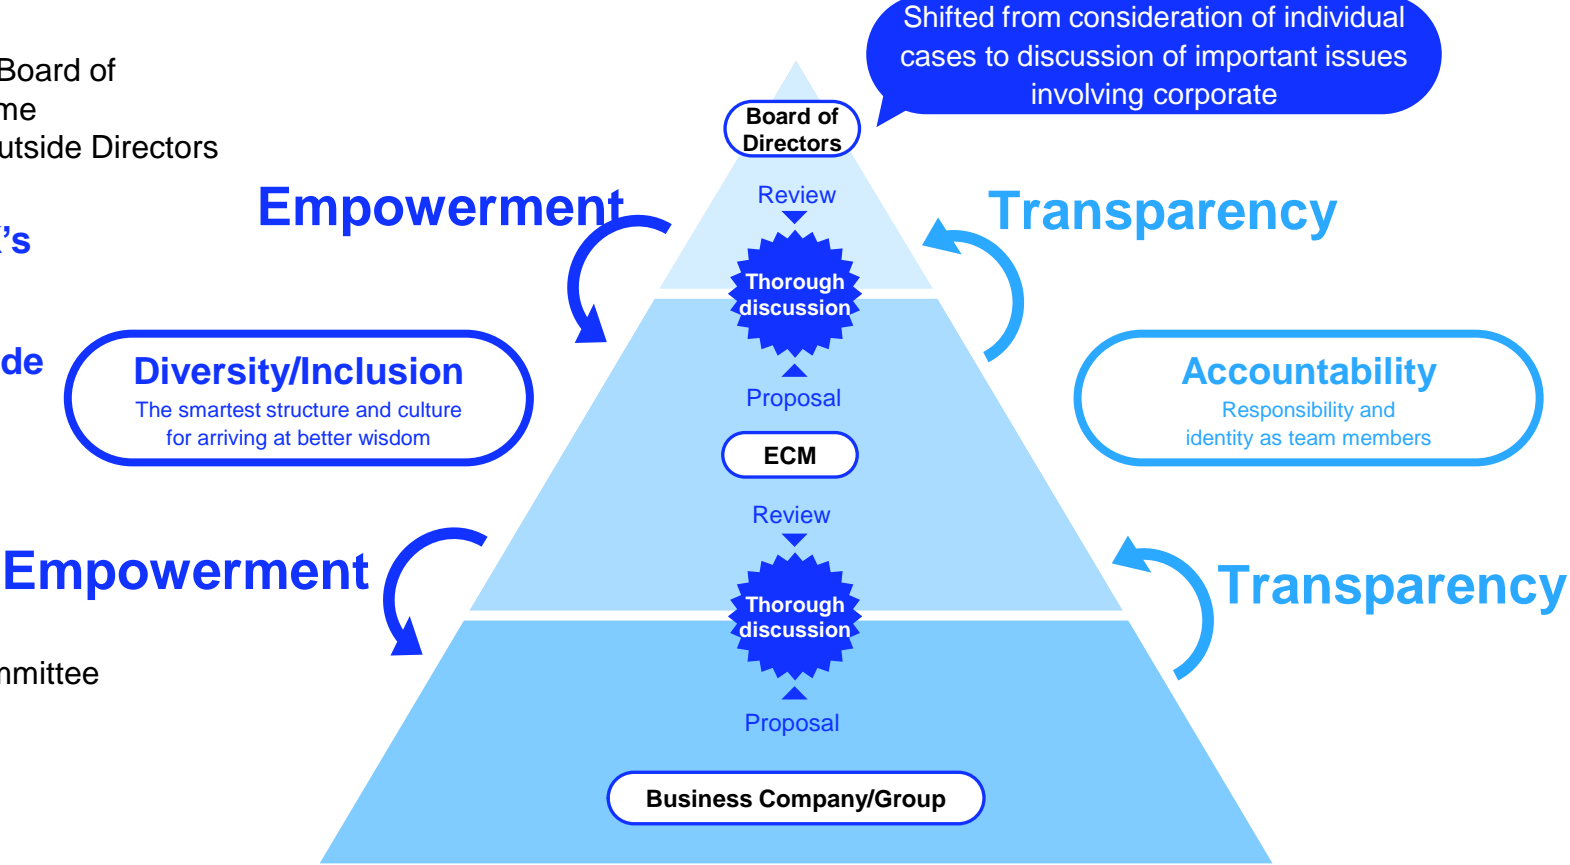 Shifted from consideration of individual
cases to discussion of important issues
involving corporate
Board of
me
utside Directors
's
de
mmittee
Board of
Directors
Review
Thorough
discussion
Proposal
ECM
Review
Thorough
discussion
Proposal
Business Company/Group
Empowerment
Transparency
Diversity/Inclusion
The smartest structure and culture
for arriving at better wisdom
Accountability
Responsibility and
identity as team members
Empowerment
Transparency